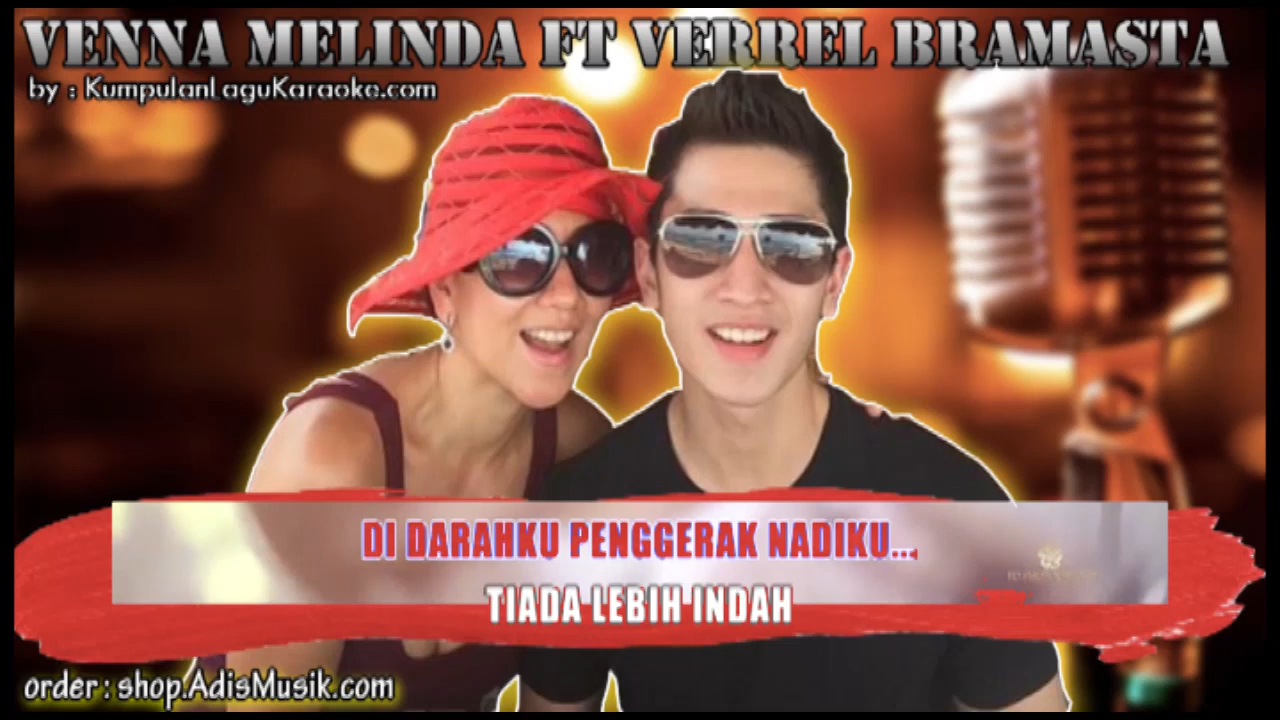 VENNA MELINDA FT VERREL BRAMASTA
by : KumpulanLaguKaraoke.com
DI DARAHKU PENGGERAK NADIKU...
TIADA LEBIH INDAH
order : shop.AdisMusik.com